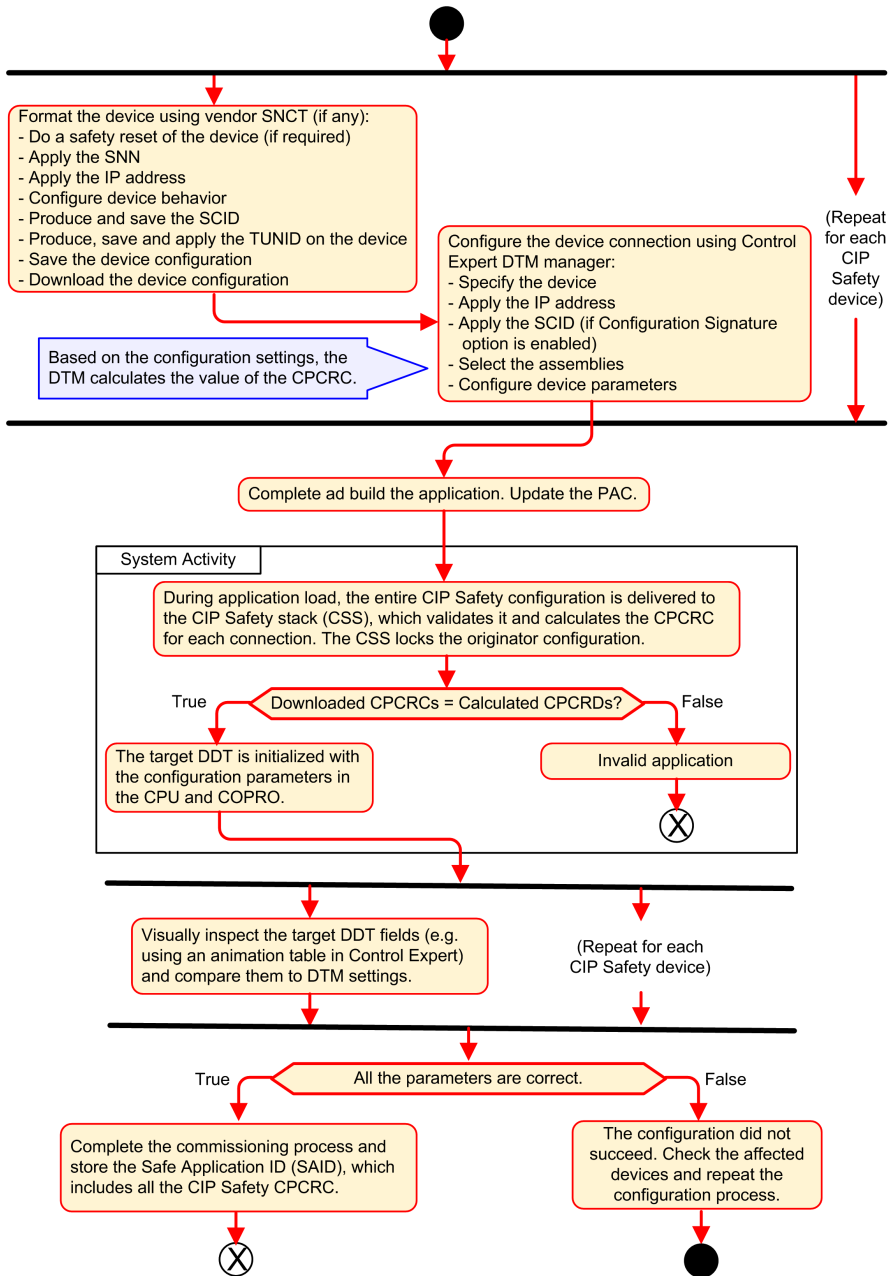 Format the device using vendor SNCT (if any):
- Do a safety reset of the device (if required)
- Apply the SNN
- Apply the IP address
- Configure device behavior
- Produce and save the SCID
- Produce, save and apply the TUNID on the device
- Save the device configuration
- Download the device configuration
(Repeat
for each
CIP
Safety
device)
Configure the device connection using Control
Expert DTM manager:
- Specify the device
- Apply the IP address
- Apply the SCID (if Configuration Signature
option is enabled)
- Select the assemblies
- Configure device parameters
Based on the configuration settings, the
DTM calculates the value of the CPCRC.
Complete ad build the application. Update the PAC.
System Activity
During application load, the entire CIP Safety configuration is delivered to
the CIP Safety stack (CSS), which validates it and calculates the CPCRC
for each connection. The CSS locks the originator configuration.
True
Downloaded CPCRCs = Calculated CPCRDs?
False
The target DDT is initialized with
the configuration parameters in
the CPU and COPRO.
Invalid application
X
Visually inspect the target DDT fields (e.g.
using an animation table in Control Expert)
and compare them to DTM settings.
(Repeat for each
CIP Safety device)
True
All the parameters are correct.
False
Complete the commissioning process and
store the Safe Application ID (SAID), which
includes all the CIP Safety CPCRC.
The configuration did not
succeed. Check the affected
devices and repeat the
configuration process.
X